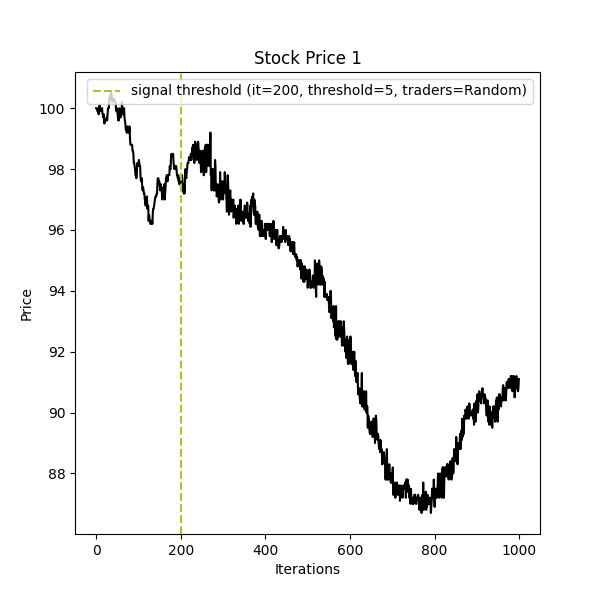 Stock Price 1
signal threshold (it=200, threshold=5, traders=Random)
100
98
96
94
92
90
88
Price
0 200 400 600 800 1000
Iterations